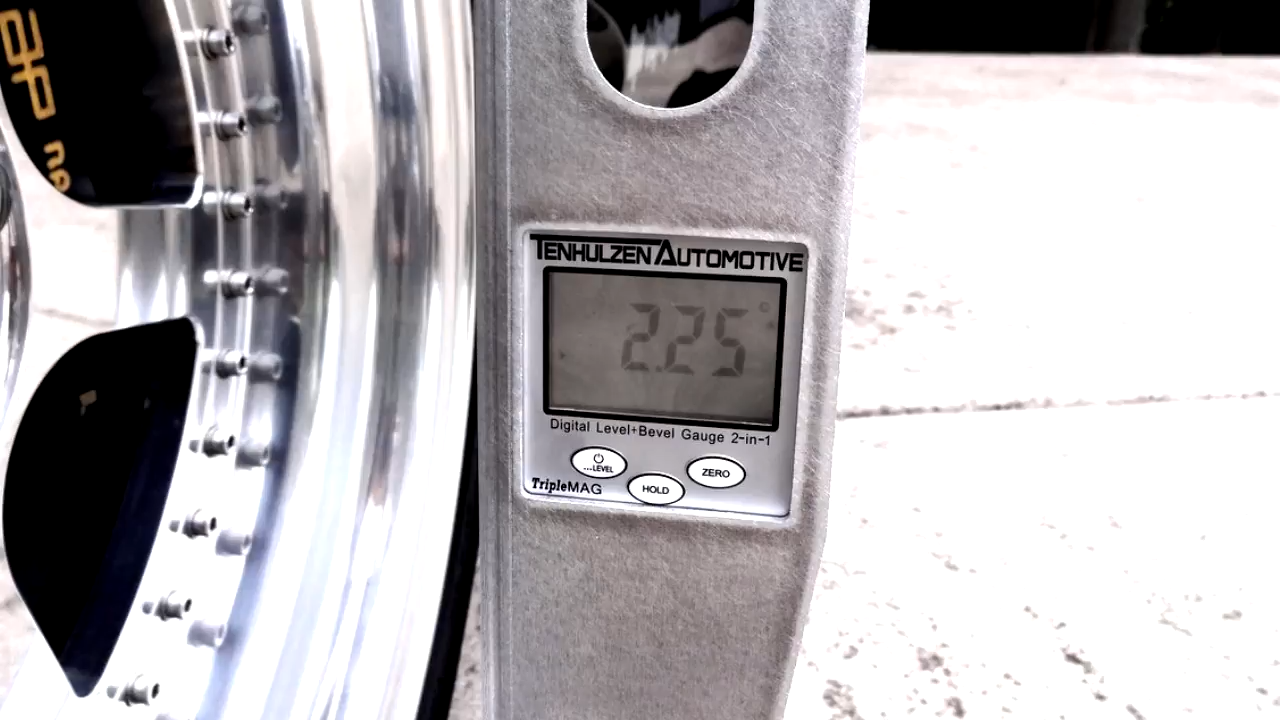 TENHULZEN AUTOMOTIVE
2.25°
Digital Level+Bevel Gauge 2-in-1
...LEVEL
ZERO
HOLD
TripleMAG